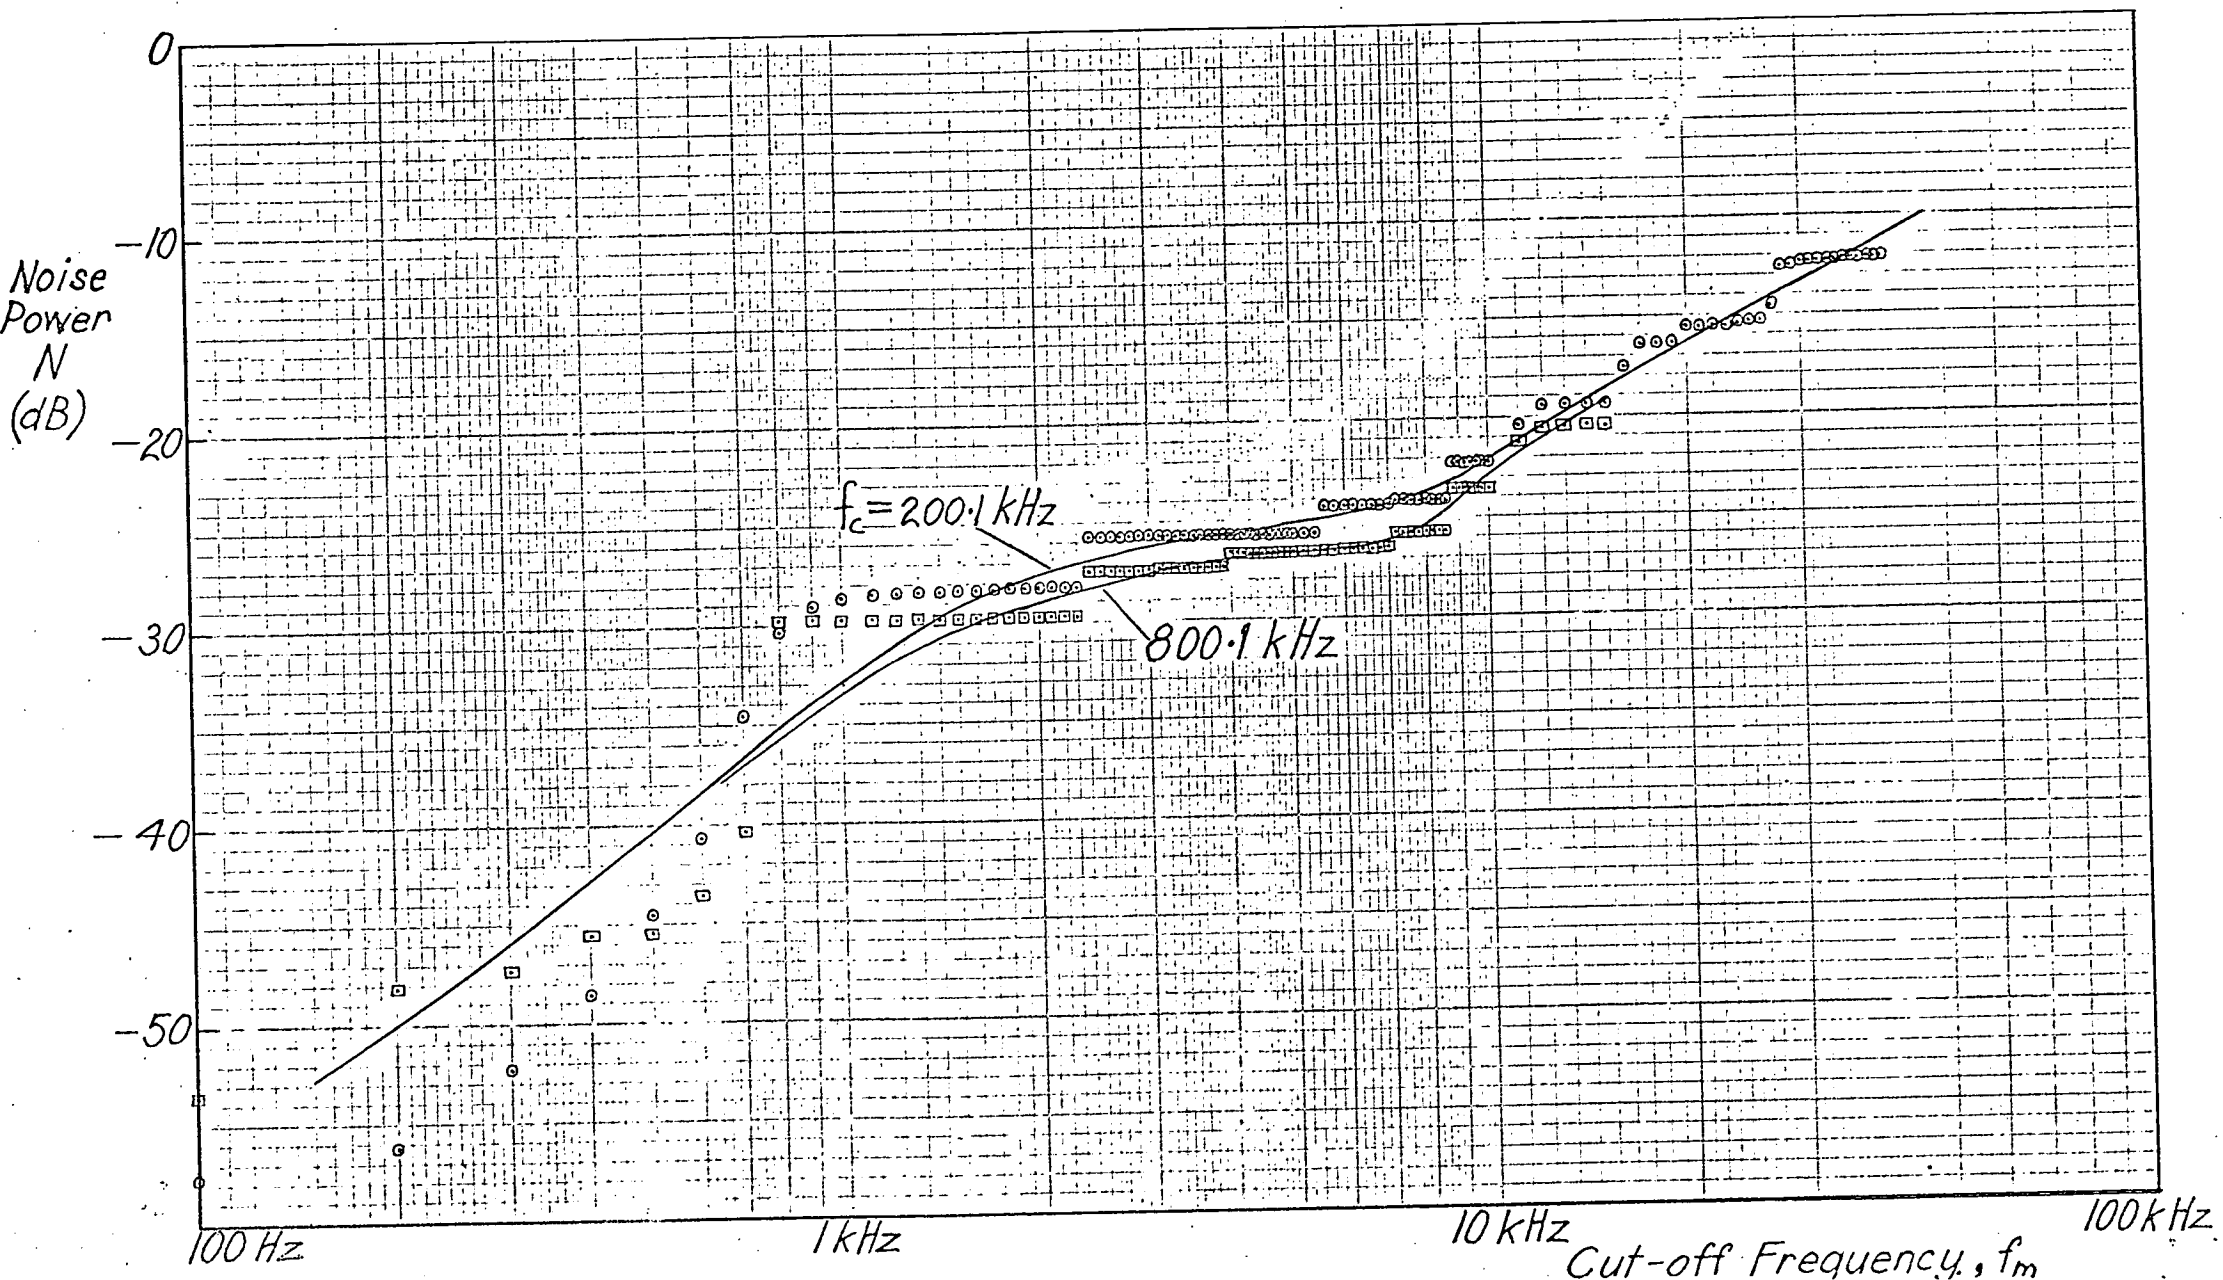 0
-10
Noise
Power
N
(dB)
-20
f_c=200·1 kHz
-30
800·1 kHz
-40
-50
100 Hz
1 kHz
10 kHz
100 kHz
Cut-off Frequency, f_m